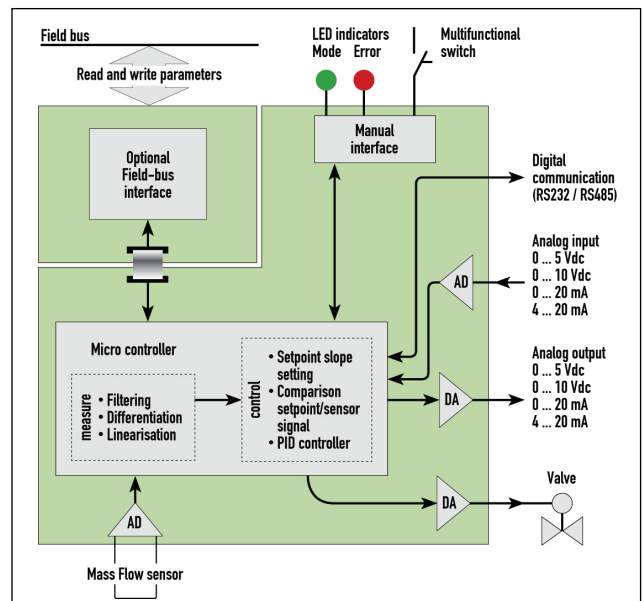 Field bus
Read and write parameters
LED indicators
Mode Error
Multifunctional
switch
Optional
Field-bus
interface
Manual
interface
Digital
communication
(RS232 / RS485)
Analog input
0 ... 5 Vdc
0 ... 10 Vdc
0 ... 20 mA
4 ... 20 mA
AD
Micro controller
measure
• Filtering
• Differentiation
• Linearisation
control
• Setpoint slope
setting
• Comparison
setpoint/sensor
signal
• PID controller
Analog output
0 ... 5 Vdc
0 ... 10 Vdc
0 ... 20 mA
4 ... 20 mA
DA
DA
Valve
AD
Mass Flow sensor